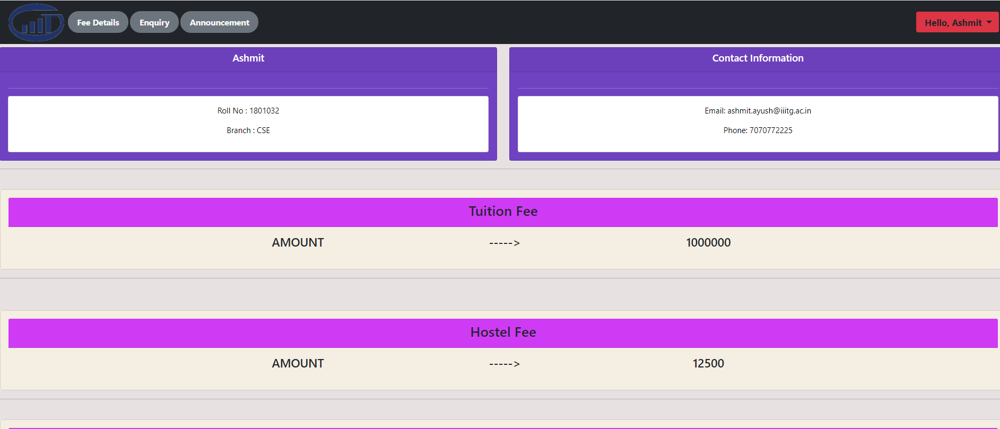 Fee Details
Enquiry
Announcement
Hello, Ashmit
Ashmit
Roll No : 1801032
Branch : CSE
Contact Information
Email: ashmit.ayush@iiitg.ac.in
Phone: 7070772225
Tuition Fee
AMOUNT -----> 1000000
Hostel Fee
AMOUNT -----> 12500